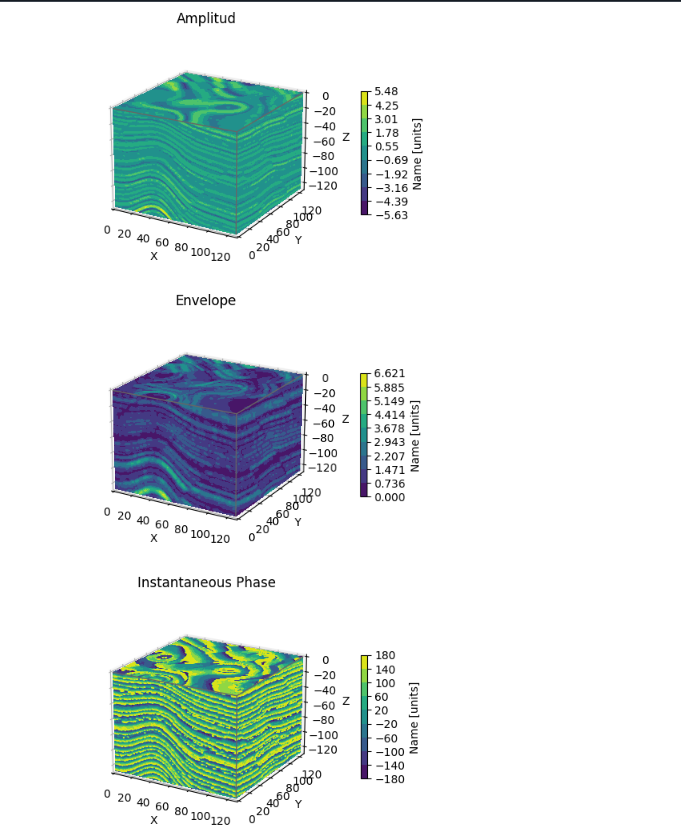 Amplitud
0
−20
−40
−60
−80
−100
−120
Z
0 20 40 60 80 100 120
X
0 20 40 60 80 100 120
Y
5.48
4.25
3.01
1.78
0.55
−0.69
−1.92
−3.16
−4.39
−5.63
Name [units]
Envelope
0
−20
−40
−60
−80
−100
−120
Z
0 20 40 60 80 100 120
X
0 20 40 60 80 100 120
Y
6.621
5.885
5.149
4.414
3.678
2.943
2.207
1.471
0.736
0.000
Name [units]
Instantaneous Phase
0
−20
−40
−60
−80
−100
−120
Z
0 20 40 60 80 100 120
X
0 20 40 60 80 100 120
Y
180
140
100
60
20
−20
−60
−100
−140
−180
Name [units]